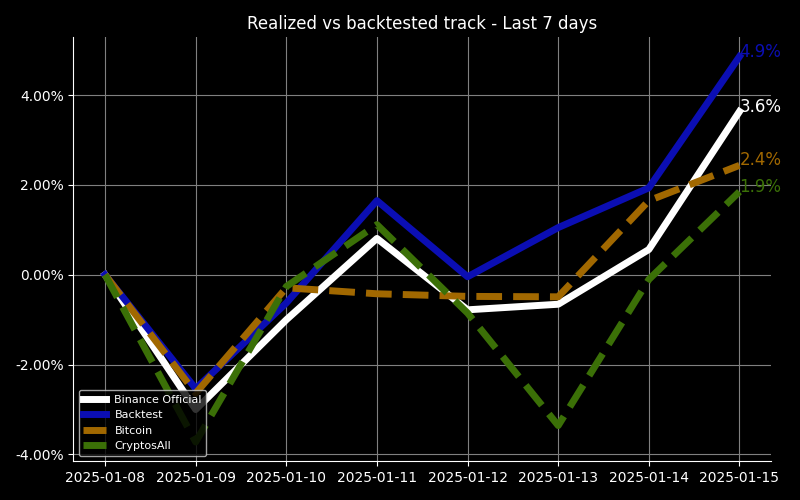 Realized vs backtested track - Last 7 days
4.9%
4.00%
3.6%
2.4%
2.00%
1.9%
0.00%
-2.00%
Binance Official
Backtest
Bitcoin
CryptosAll
-4.00%
2025-01-08 2025-01-09 2025-01-10 2025-01-11 2025-01-12 2025-01-13 2025-01-14 2025-01-15